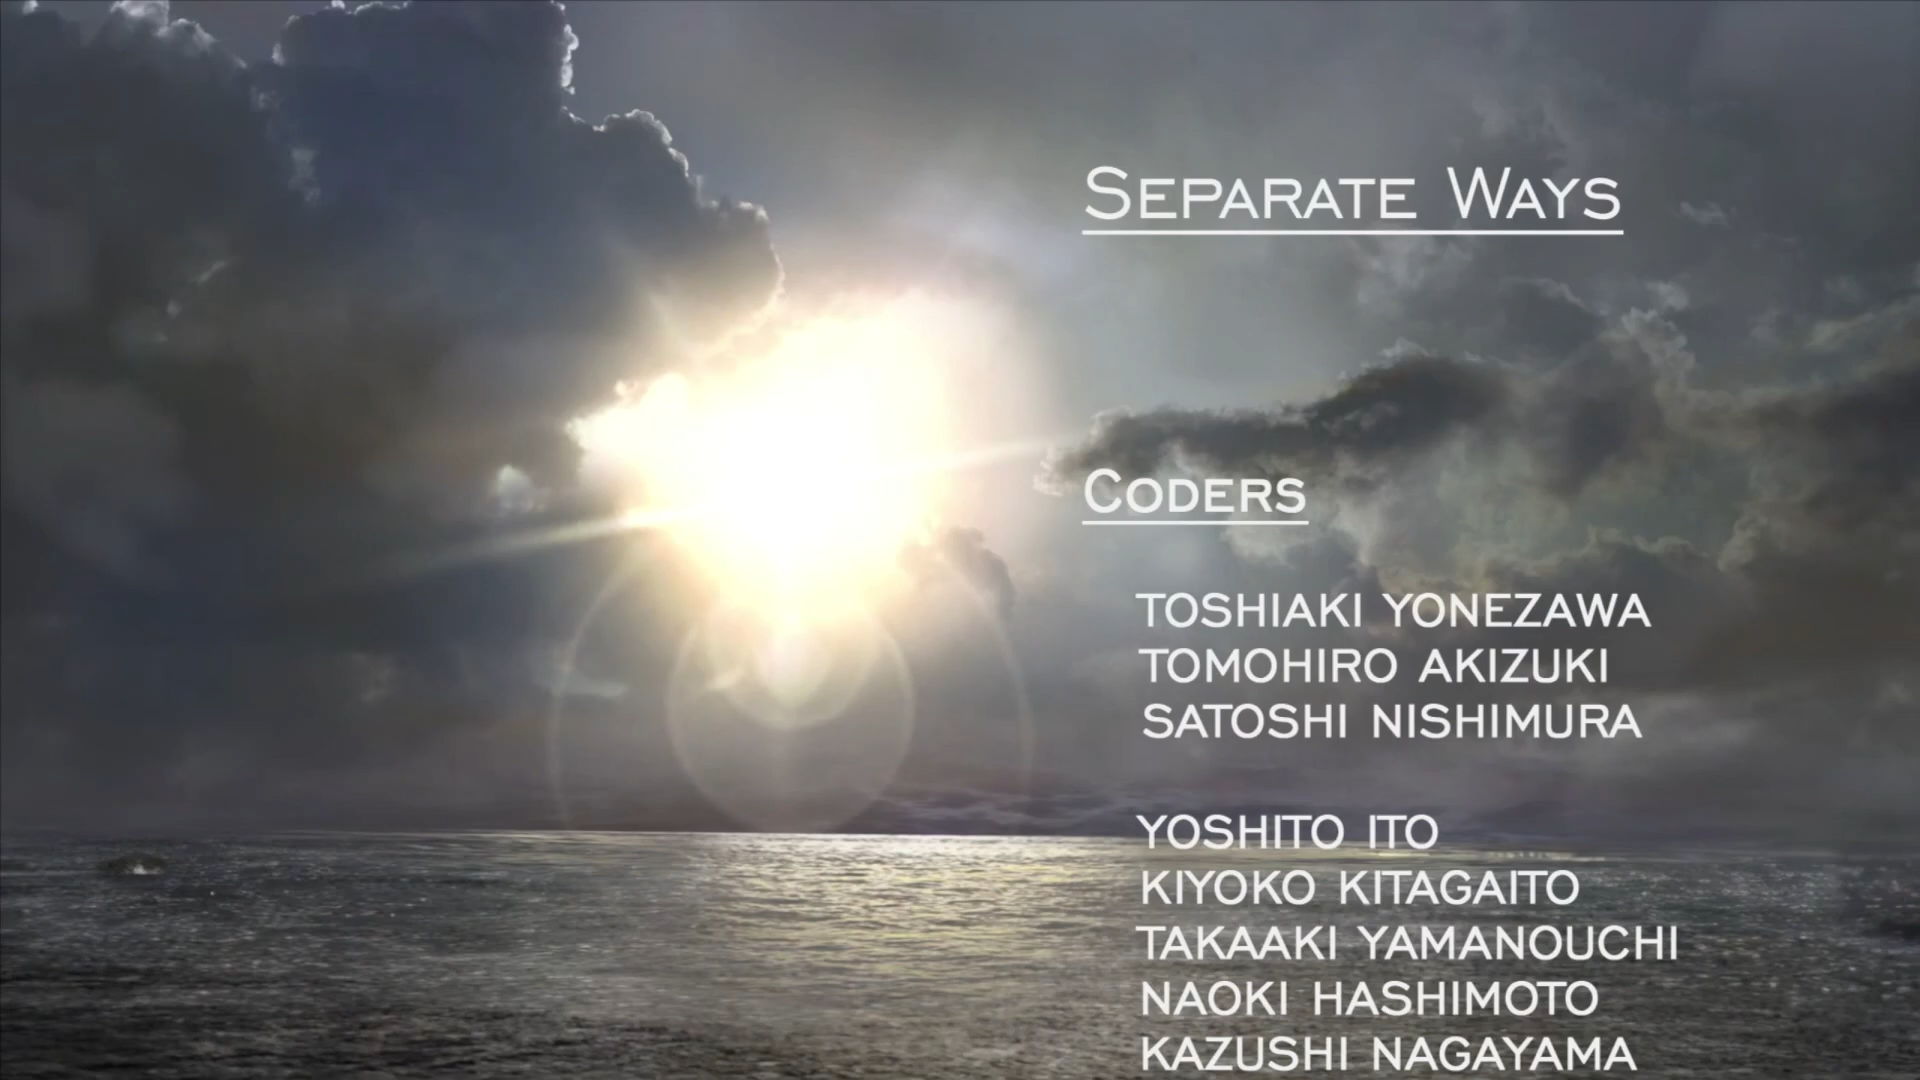 Separate Ways
Coders
TOSHIAKI YONEZAWA
TOMOHIRO AKIZUKI
SATOSHI NISHIMURA
YOSHITO ITO
KIYOKO KITAGAITO
TAKAAKI YAMANOUCHI
NAOKI HASHIMOTO
KAZUSHI NAGAYAMA